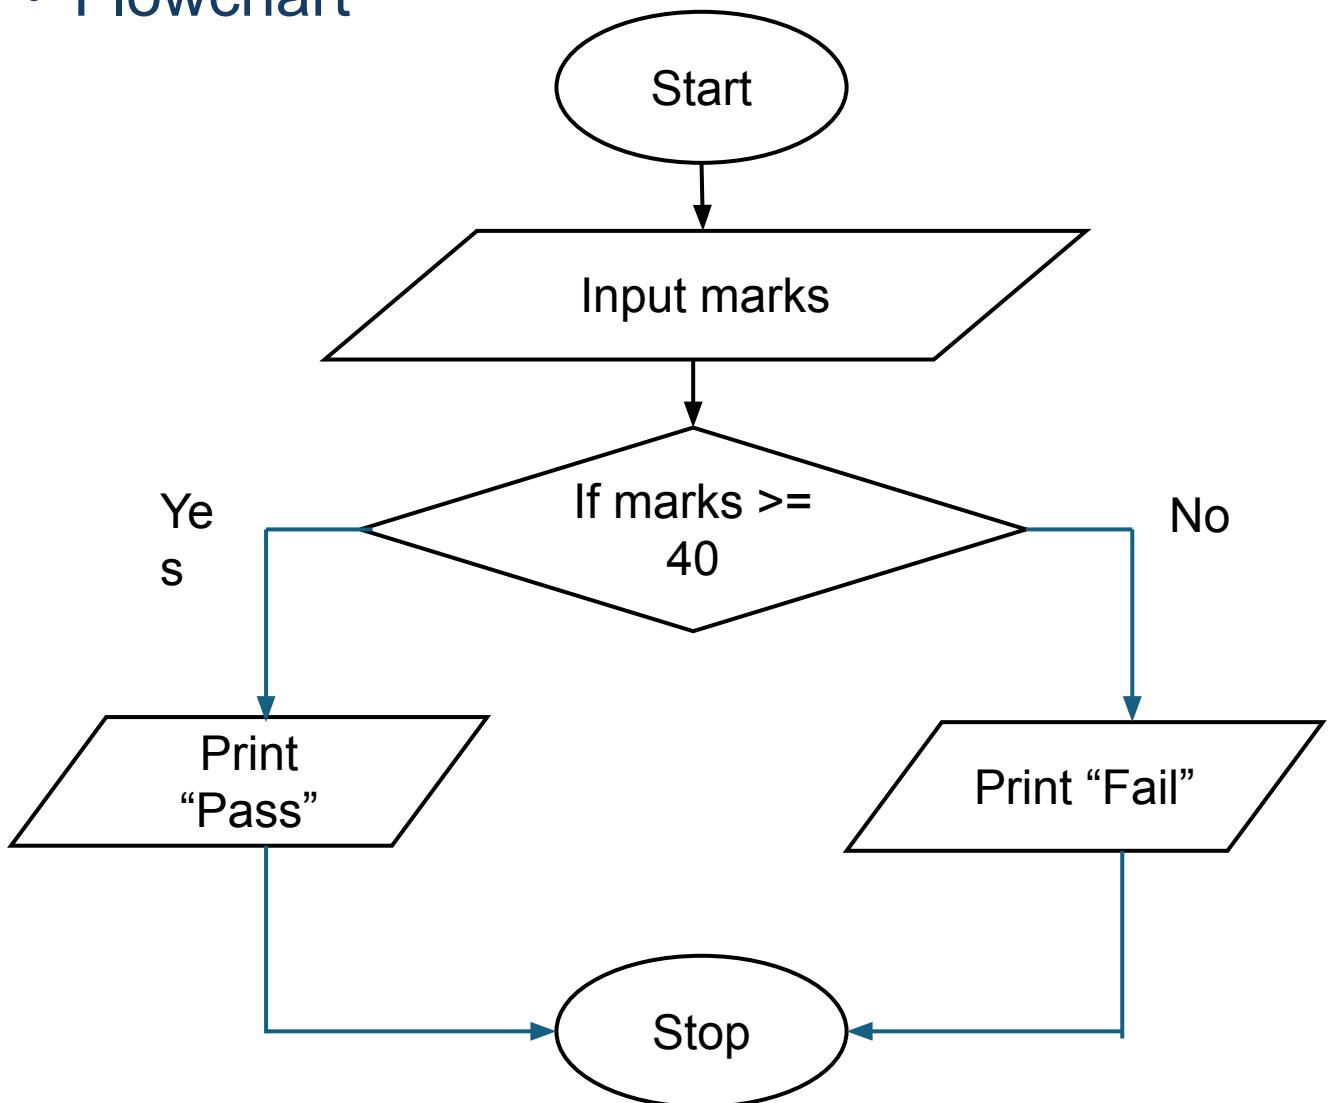 • Flowchart
Start
Input marks
If marks >=
40
Ye
s
No
Print
“Pass”
Print “Fail”
Stop